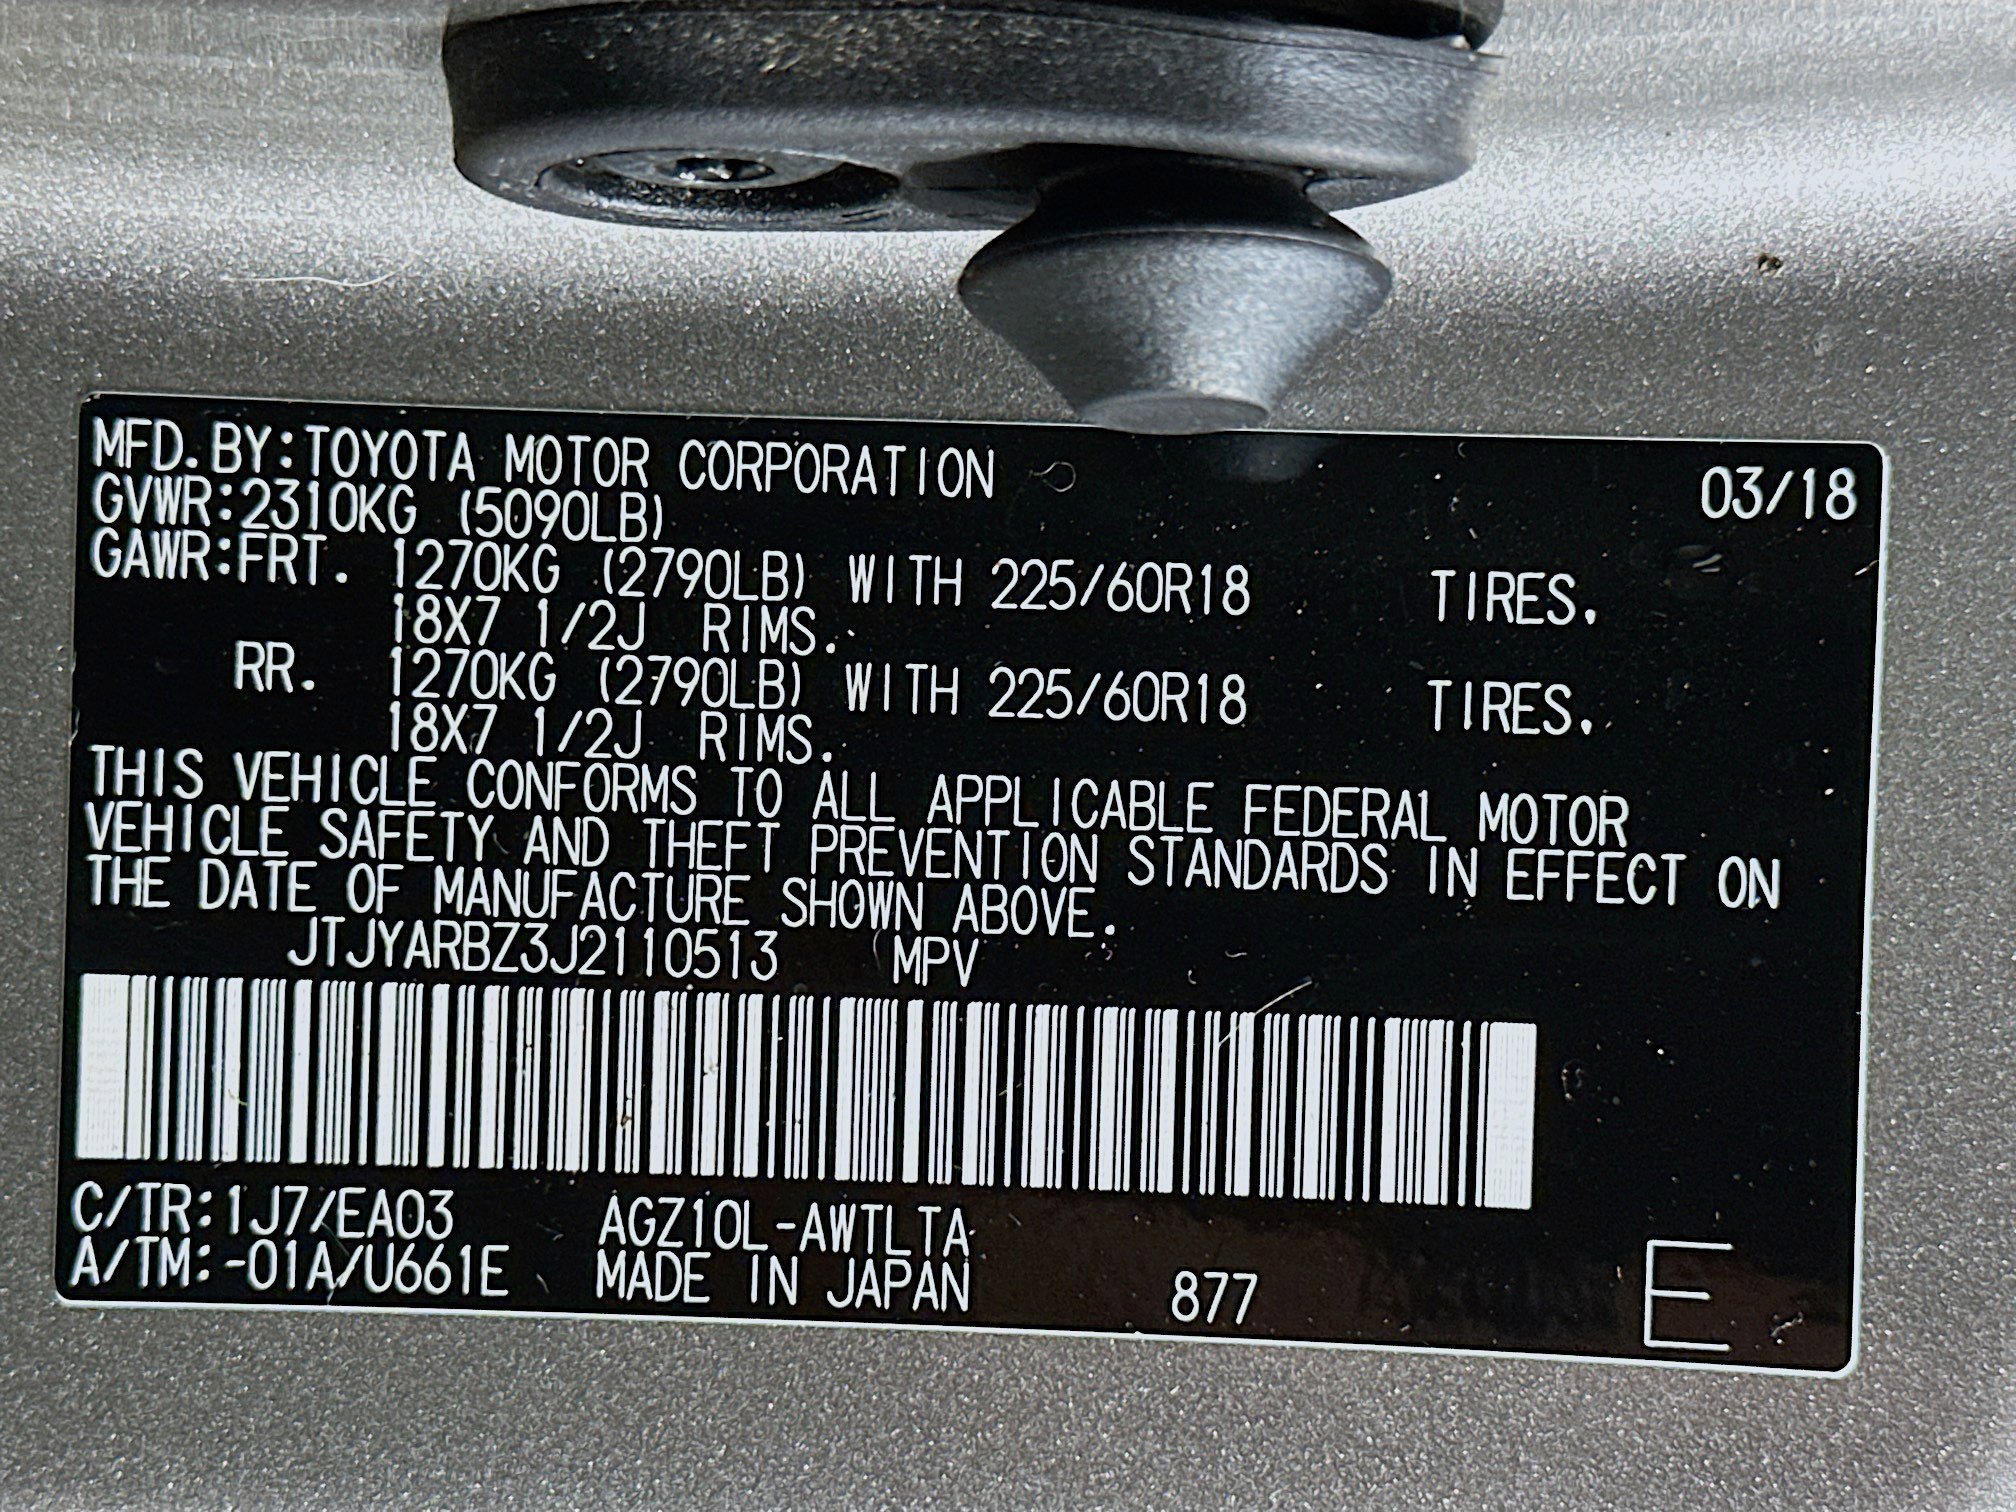 MFD.BY:TOYOTA MOTOR CORPORATION 03/18
GVWR:2310KG (5090LB)
GAWR:FRT. 1270KG (2790LB) WITH 225/60R18 TIRES.
18X7 1/2J RIMS.
RR. 1270KG (2790LB) WITH 225/60R18 TIRES.
18X7 1/2J RIMS.
THIS VEHICLE CONFORMS TO ALL APPLICABLE FEDERAL MOTOR
VEHICLE SAFETY AND THEFT PREVENTION STANDARDS IN EFFECT ON
THE DATE OF MANUFACTURE SHOWN ABOVE.
JTJYARBZ3J2110513 MPV
C/TR:1J7/EA03 AGZ10L-AWTLTA
A/TM:-01A/U661E MADE IN JAPAN 877 E